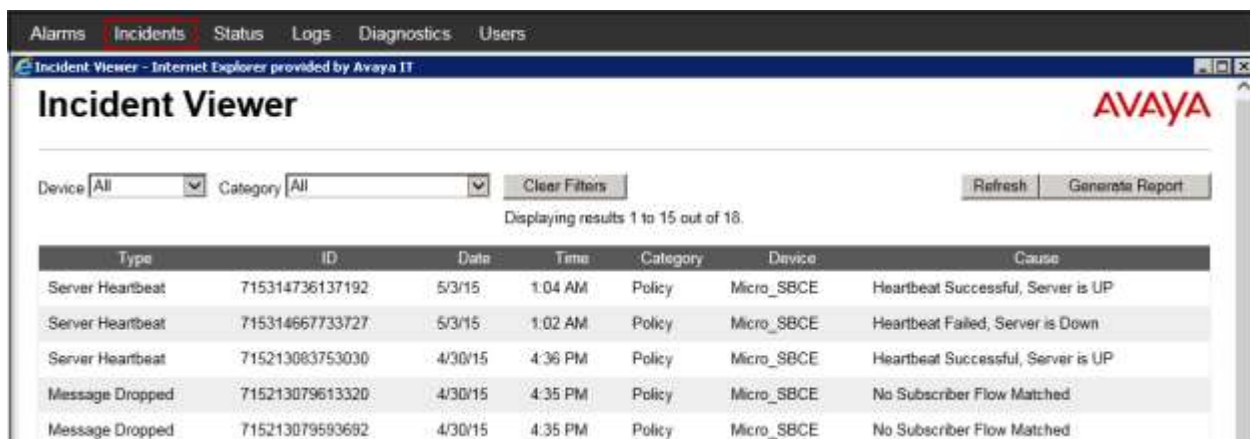 Alarms Incidents Status Logs Diagnostics Users
Incident Viewer - Internet Explorer provided by Avaya IT
Incident Viewer
AVAYA
Device All Category All Clear Filters Refresh Generate Report
Displaying results 1 to 15 out of 18.
Type ID Date Time Category Device Cause
Server Heartbeat 715314736137192 5/3/15 1:04 AM Policy Micro_SBCE Heartbeat Successful, Server is UP
Server Heartbeat 715314667733727 5/3/15 1:02 AM Policy Micro_SBCE Heartbeat Failed, Server is Down
Server Heartbeat 715213083753030 4/30/15 4:36 PM Policy Micro_SBCE Heartbeat Successful, Server is UP
Message Dropped 715213079613320 4/30/15 4:35 PM Policy Micro_SBCE No Subscriber Flow Matched
Message Dropped 715213079593692 4/30/15 4:35 PM Policy Micro_SBCE No Subscriber Flow Matched